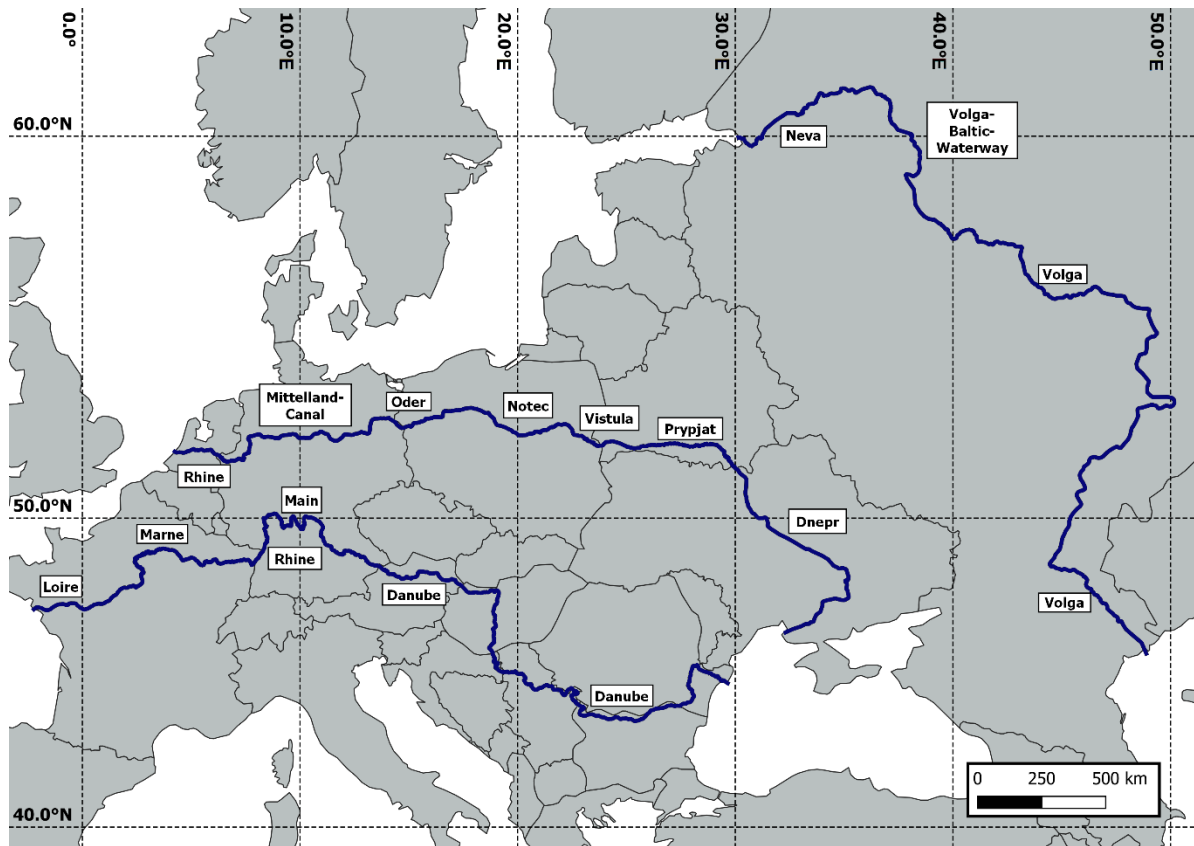 0.0°
10.0°E
20.0°E
30.0°E
40.0°E
50.0°E
60.0°N
Neva
Volga-
Baltic-
Waterway
Volga
Mittelland-
Canal
Oder
Notec
Vistula
Prypjat
Rhine
50.0°N
Main
Dnepr
Marne
Rhine
Loire
Danube
Volga
Danube
0 250 500 km
40.0°N